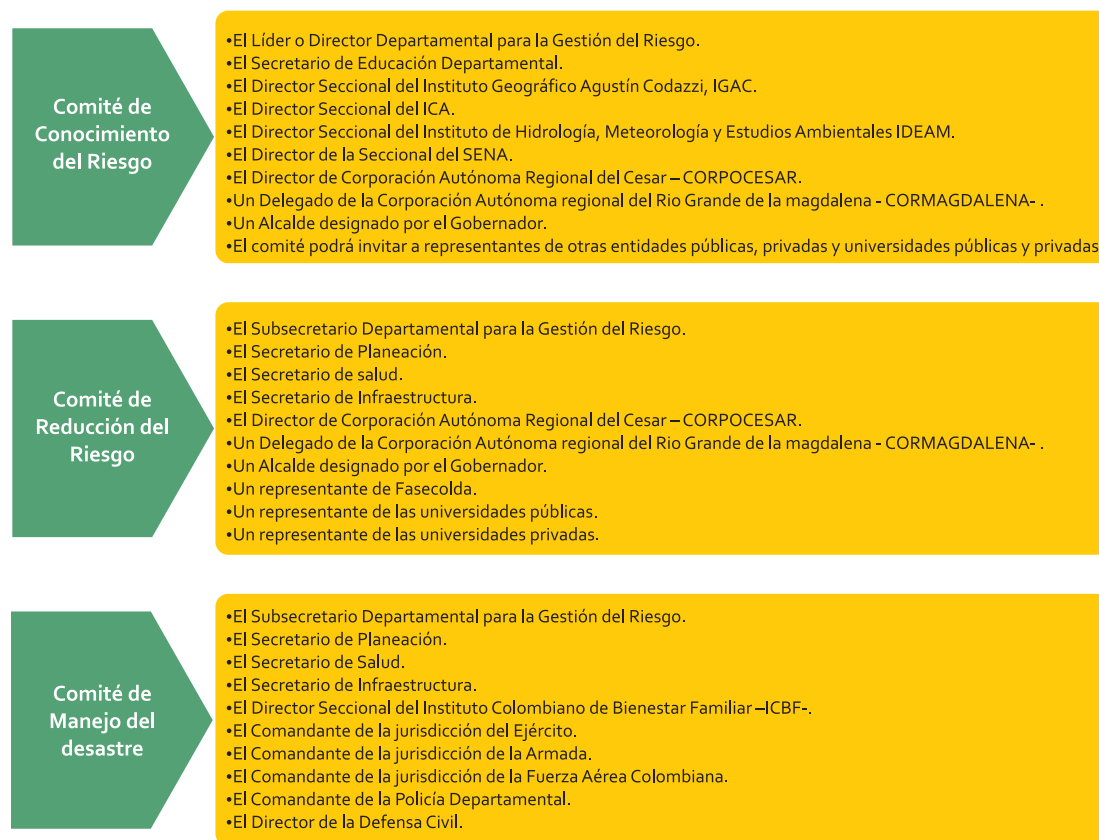 Comité de
Conocimiento
del Riesgo
•El Líder o Director Departamental para la Gestión del Riesgo.
•El Secretario de Educación Departamental.
•El Director Seccional del Instituto Geográfico Agustín Codazzi, IGAC.
•El Director Seccional del ICA.
•El Director Seccional del Instituto de Hidrología, Meteorología y Estudios Ambientales IDEAM.
•El Director de la Seccional del SENA.
•El Director de Corporación Autónoma Regional del Cesar – CORPOCESAR.
•Un Delegado de la Corporación Autónoma regional del Rio Grande de la magdalena - CORMAGDALENA- .
•Un Alcalde designado por el Gobernador.
•El comité podrá invitar a representantes de otras entidades públicas, privadas y universidades públicas y privadas
Comité de
Reducción del
Riesgo
•El Subsecretario Departamental para la Gestión del Riesgo.
•El Secretario de Planeación.
•El Secretario de salud.
•El Secretario de Infraestructura.
•El Director de Corporación Autónoma Regional del Cesar – CORPOCESAR.
•Un Delegado de la Corporación Autónoma regional del Rio Grande de la magdalena - CORMAGDALENA- .
•Un Alcalde designado por el Gobernador.
•Un representante de Fasecolda.
•Un representante de las universidades públicas.
•Un representante de las universidades privadas.
Comité de
Manejo del
desastre
•El Subsecretario Departamental para la Gestión del Riesgo.
•El Secretario de Planeación.
•El Secretario de Salud.
•El Secretario de Infraestructura.
•El Director Seccional del Instituto Colombiano de Bienestar Familiar –ICBF-.
•El Comandante de la jurisdicción del Ejército.
•El Comandante de la jurisdicción de la Armada.
•El Comandante de la jurisdicción de la Fuerza Aérea Colombiana.
•El Comandante de la Policía Departamental.
•El Director de la Defensa Civil.